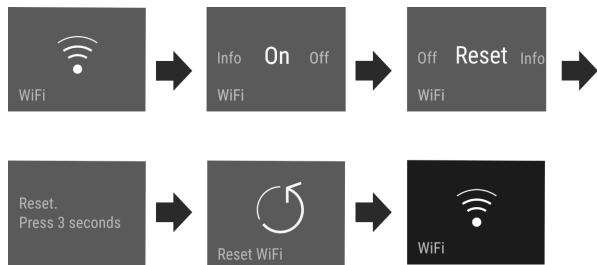 WiFi
Info On Off
WiFi
Off Reset Info
WiFi
Reset.
Press 3 seconds
Reset WiFi
WiFi